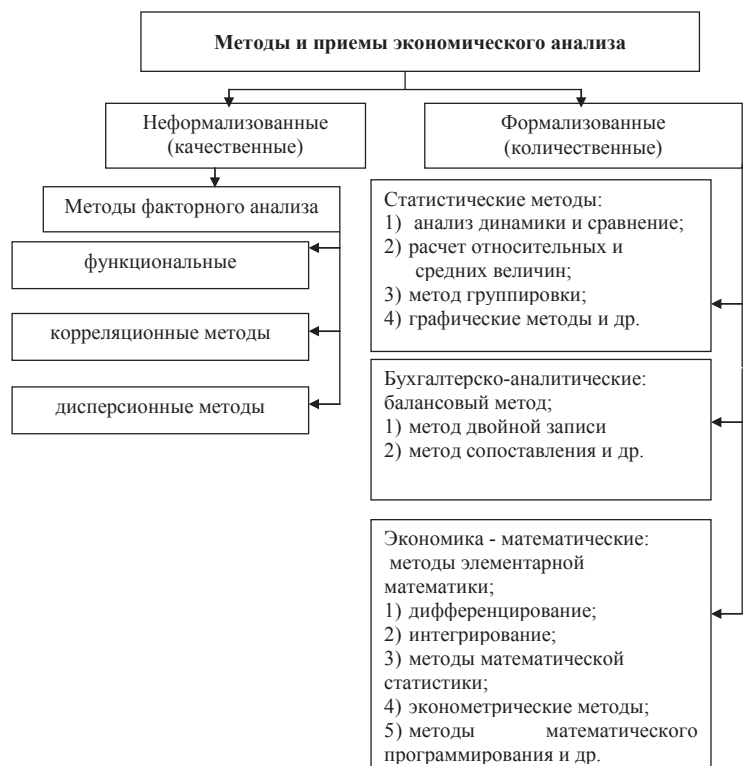 Методы и приемы экономического анализа
Неформализованные
(качественные)
Формализованные
(количественные)
Методы факторного анализа
функциональные
корреляционные методы
дисперсионные методы
Статистические методы:
1) анализ динамики и сравнение;
2) расчет относительных и
средних величин;
3) метод группировки;
4) графические методы и др.
Бухгалтерско-аналитические:
балансовый метод;
1) метод двойной записи
2) метод сопоставления и др.
Экономика - математические:
методы элементарной
математики;
1) дифференцирование;
2) интегрирование;
3) методы математической
статистики;
4) эконометрические методы;
5) методы математического
программирования и др.